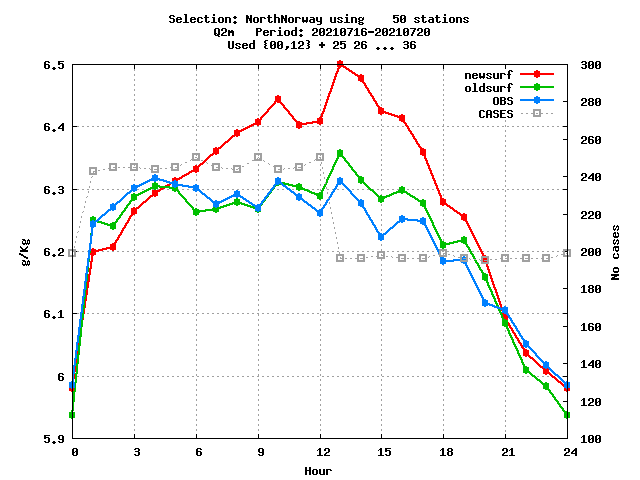 Selection: NorthNorway using    50 stations
Q2m   Period: 20210716-20210720
Used {00,12} + 25 26 ... 36
6.5
6.4
6.3
6.2
6.1
6
5.9
g/Kg
newsurf
oldsurf
OBS
CASES
300
280
260
240
220
200
180
160
140
120
100
No cases
0 3 6 9 12 15 18 21 24
Hour